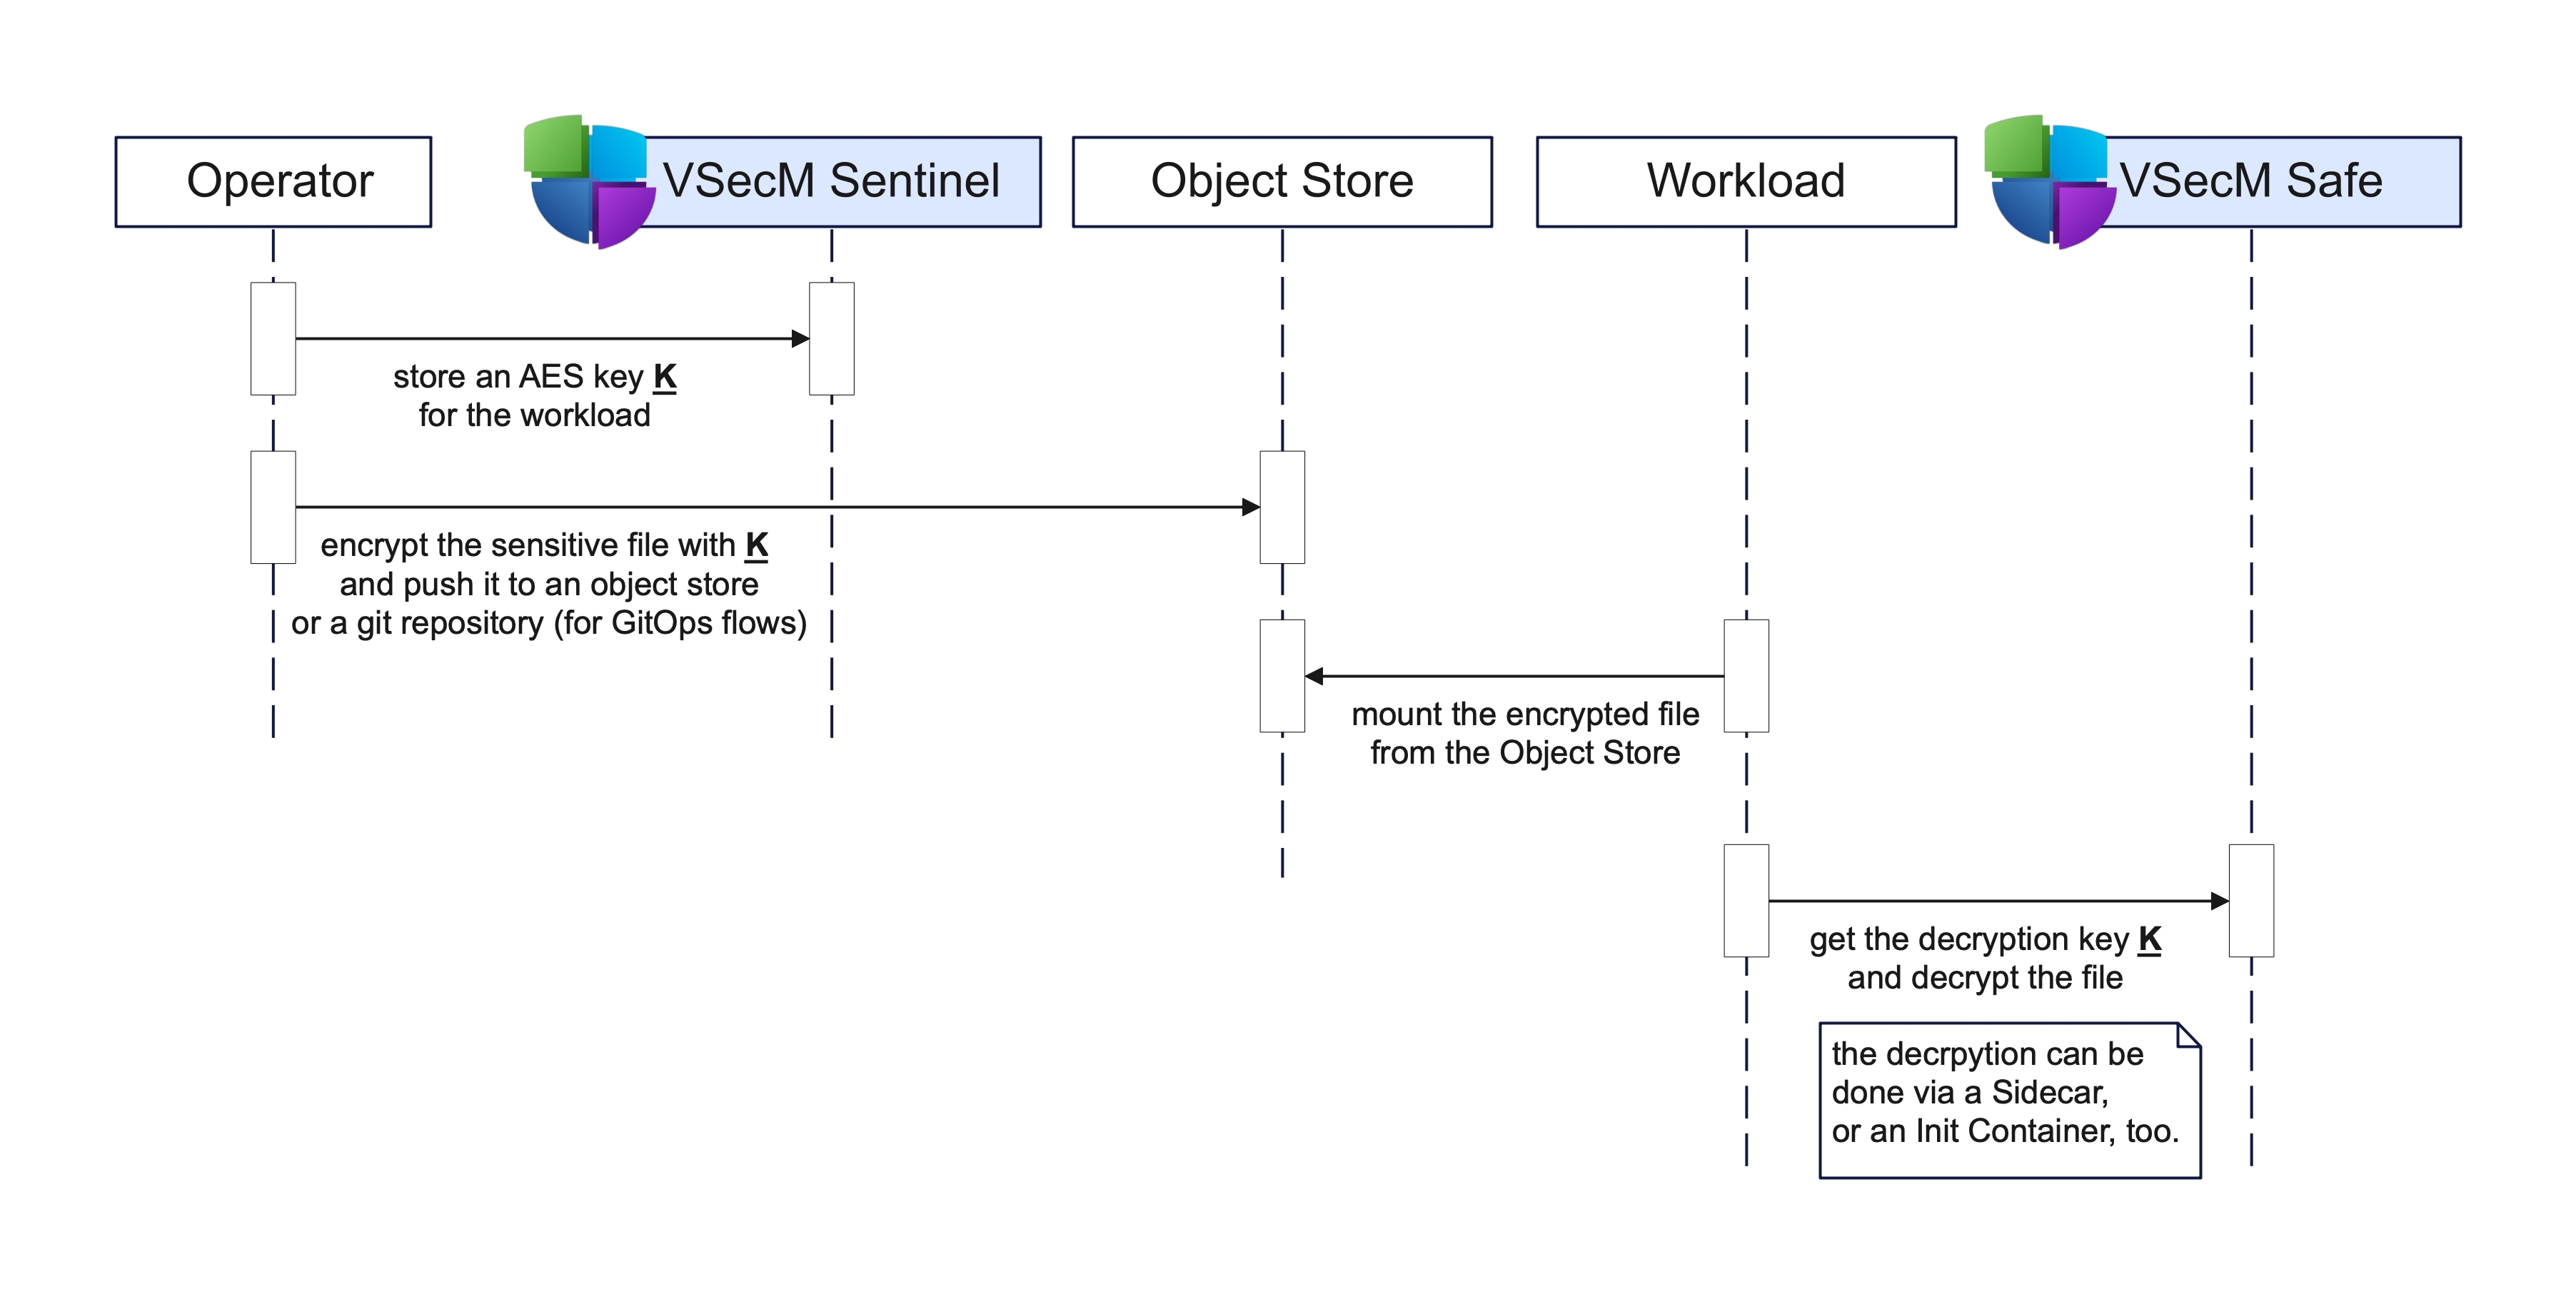 Operator
VSecM Sentinel
Object Store
Workload
VSecM Safe
store an AES key K
for the workload
encrypt the sensitive file with K
and push it to an object store
or a git repository (for GitOps flows)
mount the encrypted file
from the Object Store
get the decryption key K
and decrypt the file
the decrpytion can be
done via a Sidecar,
or an Init Container, too.